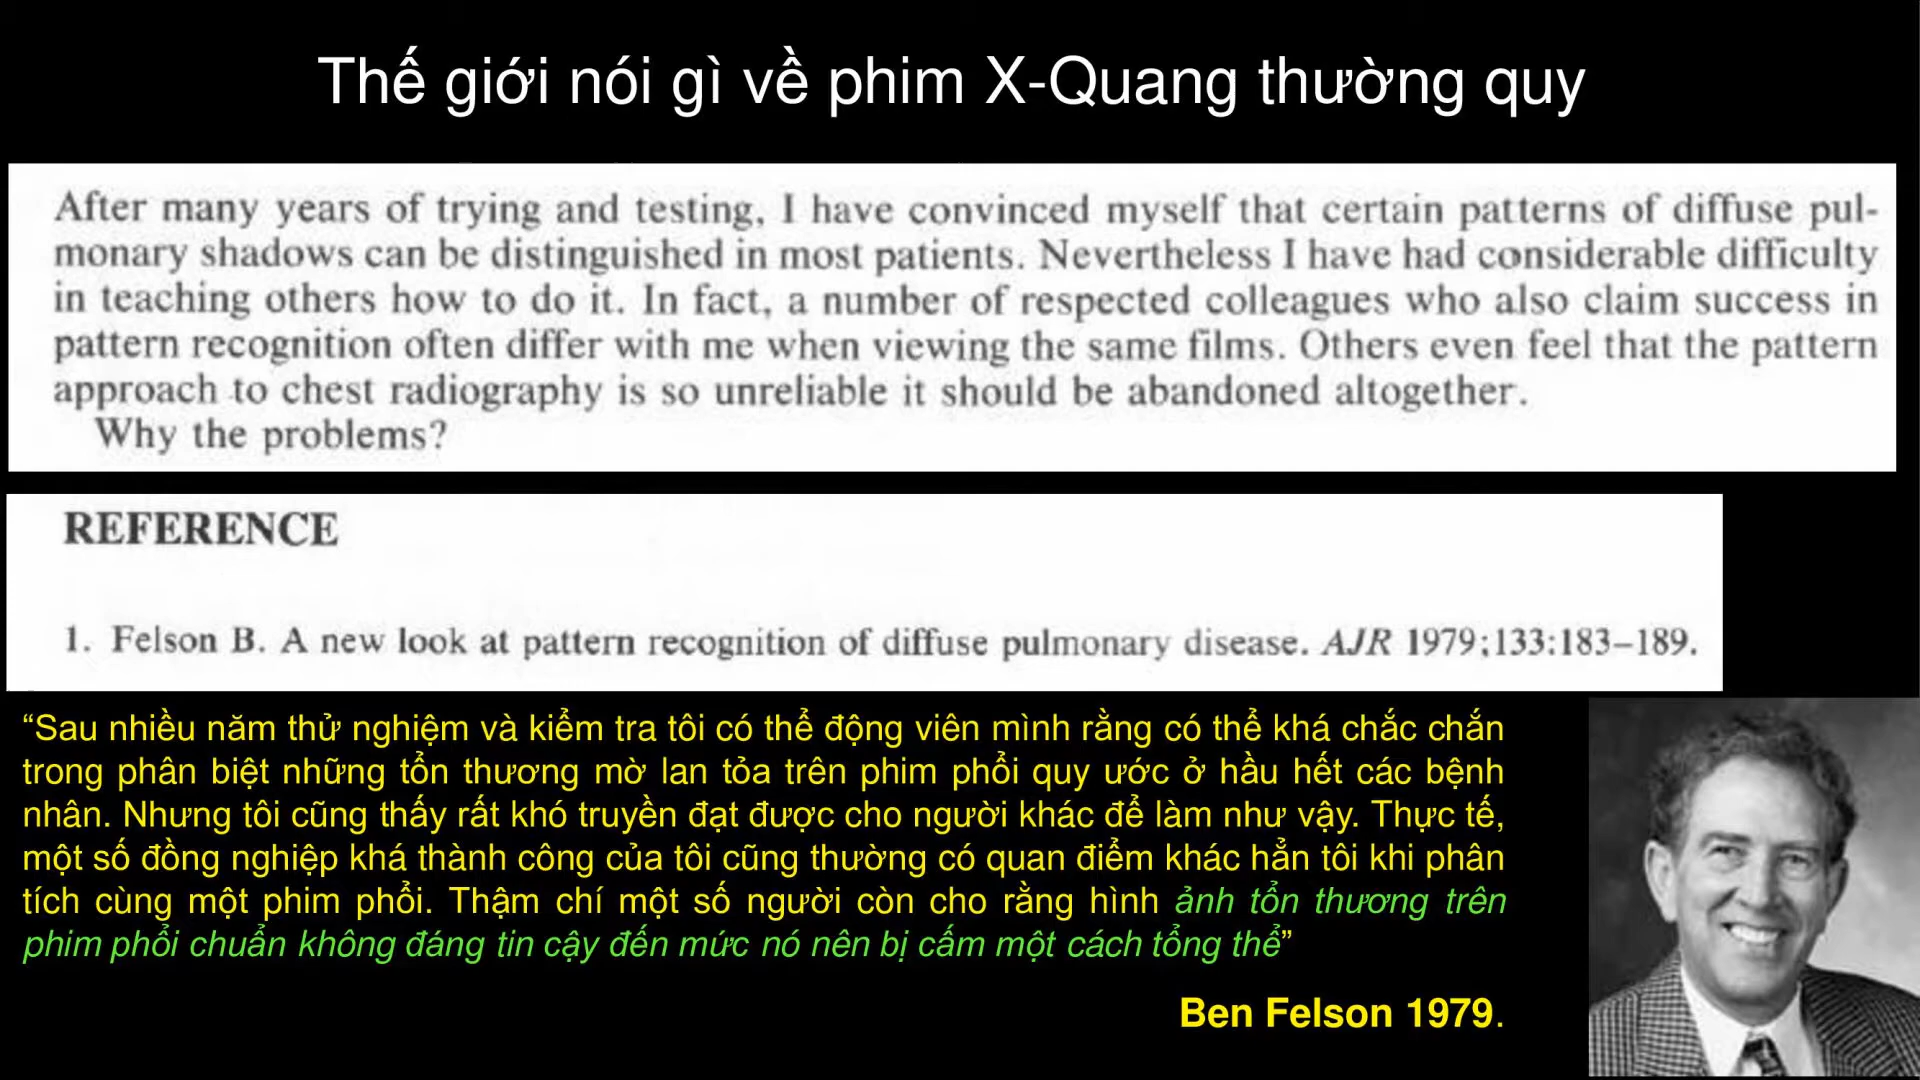 Thế giới nói gì về phim X-Quang thường quy
After many years of trying and testing, I have convinced myself that certain patterns of diffuse pul-
monary shadows can be distinguished in most patients. Nevertheless I have had considerable difficulty
in teaching others how to do it. In fact, a number of respected colleagues who also claim success in
pattern recognition often differ with me when viewing the same films. Others even feel that the pattern
approach to chest radiography is so unreliable it should be abandoned altogether.
Why the problems?
REFERENCE
1. Felson B. A new look at pattern recognition of diffuse pulmonary disease. AJR 1979;133:183–189.
“Sau nhiều năm thử nghiệm và kiểm tra tôi có thể động viên mình rằng có thể khá chắc chắn
trong phân biệt những tổn thương mờ lan tỏa trên phim phổi quy ước ở hầu hết các bệnh
nhân. Nhưng tôi cũng thấy rất khó truyền đạt được cho người khác để làm như vậy. Thực tế,
một số đồng nghiệp khá thành công của tôi cũng thường có quan điểm khác hẳn tôi khi phân
tích cùng một phim phổi. Thậm chí một số người còn cho rằng hình ảnh tổn thương trên
phim phổi chuẩn không đáng tin cậy đến mức nó nên bị cấm một cách tổng thể”
Ben Felson 1979.